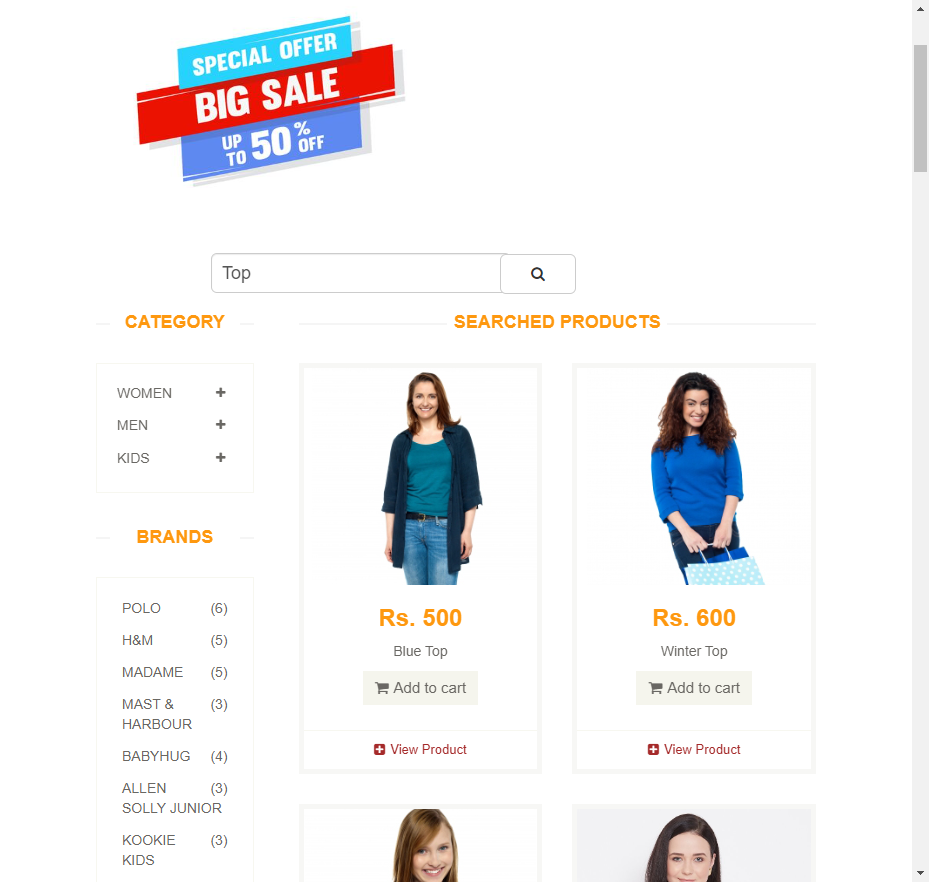 SPECIAL OFFER
BIG SALE
UP TO 50% OFF
Top
CATEGORY
WOMEN
MEN
KIDS
BRANDS
POLO (6)
H&M (5)
MADAME (5)
MAST & (3)
HARBOUR
BABYHUG (4)
ALLEN (3)
SOLLY JUNIOR
KOOKIE (3)
KIDS
SEARCHED PRODUCTS
Rs. 500
Blue Top
Add to cart
View Product
Rs. 600
Winter Top
Add to cart
View Product